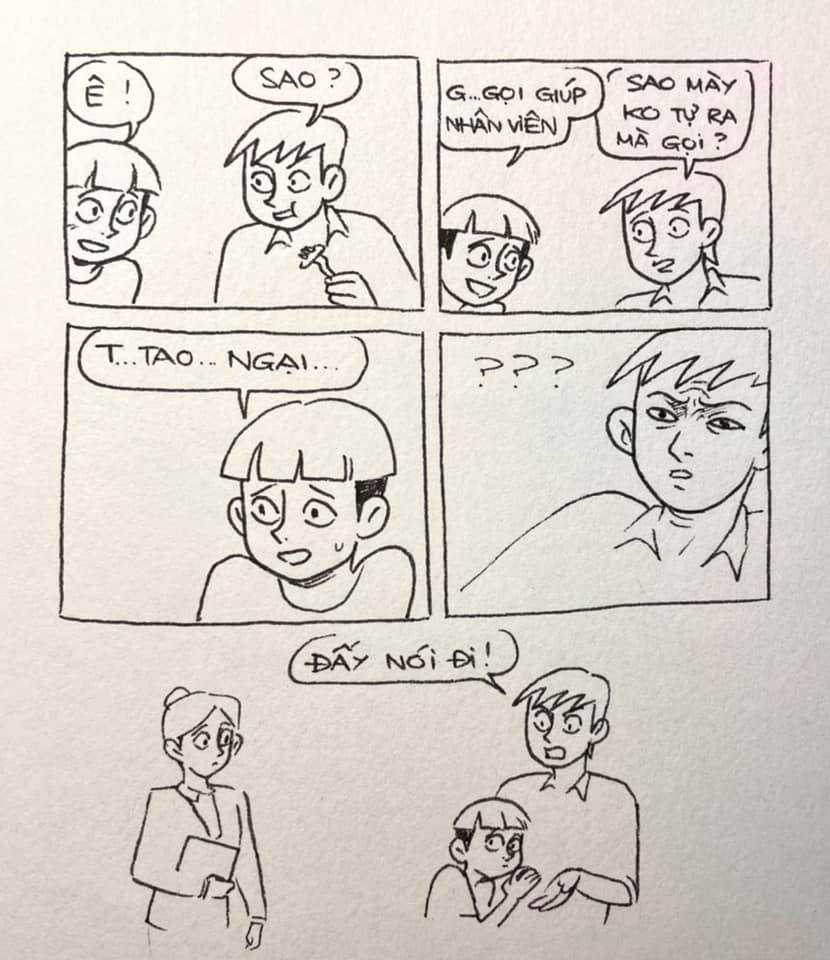 Ê !
SAO ?
G...GỌI GIÚP
NHÂN VIÊN
SAO MÀY
KO TỰ RA
MÀ GỌI ?
T...TAO... NGẠI...
???
ĐẤY NÓI ĐI !